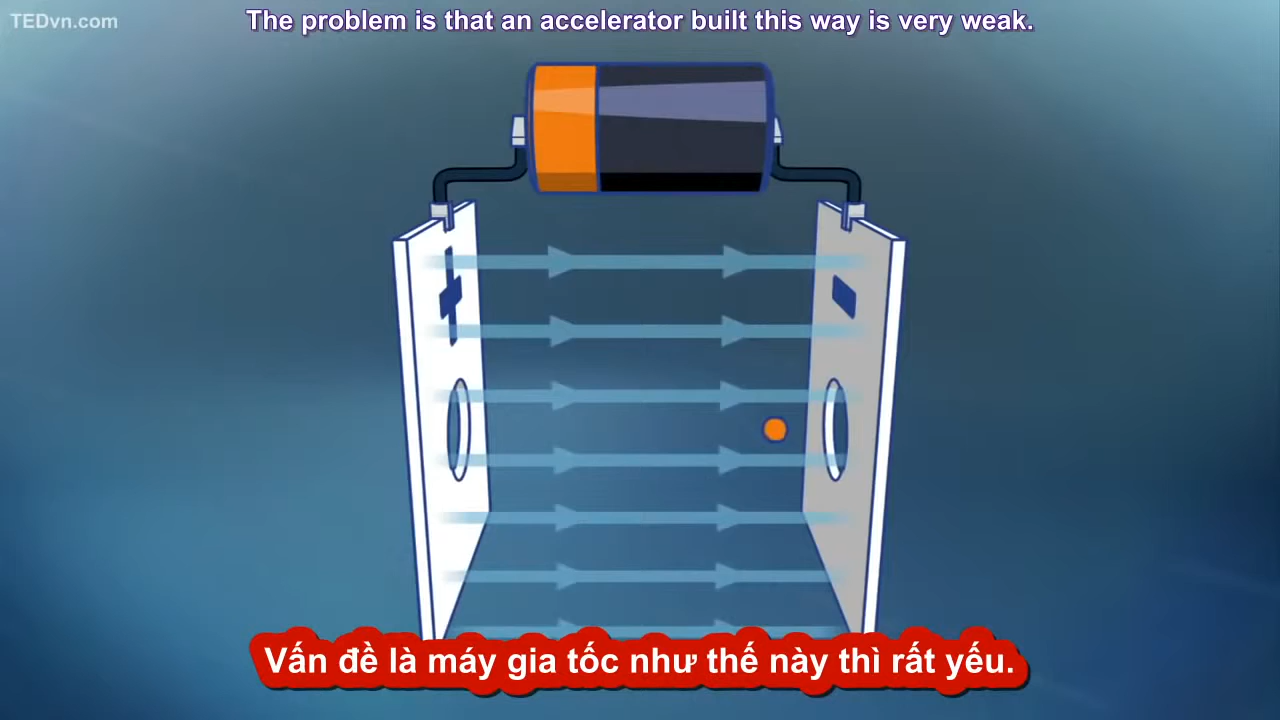 TEDvn.com
The problem is that an accelerator built this way is very weak.
Vấn đề là máy gia tốc như thế này thì rất yếu.